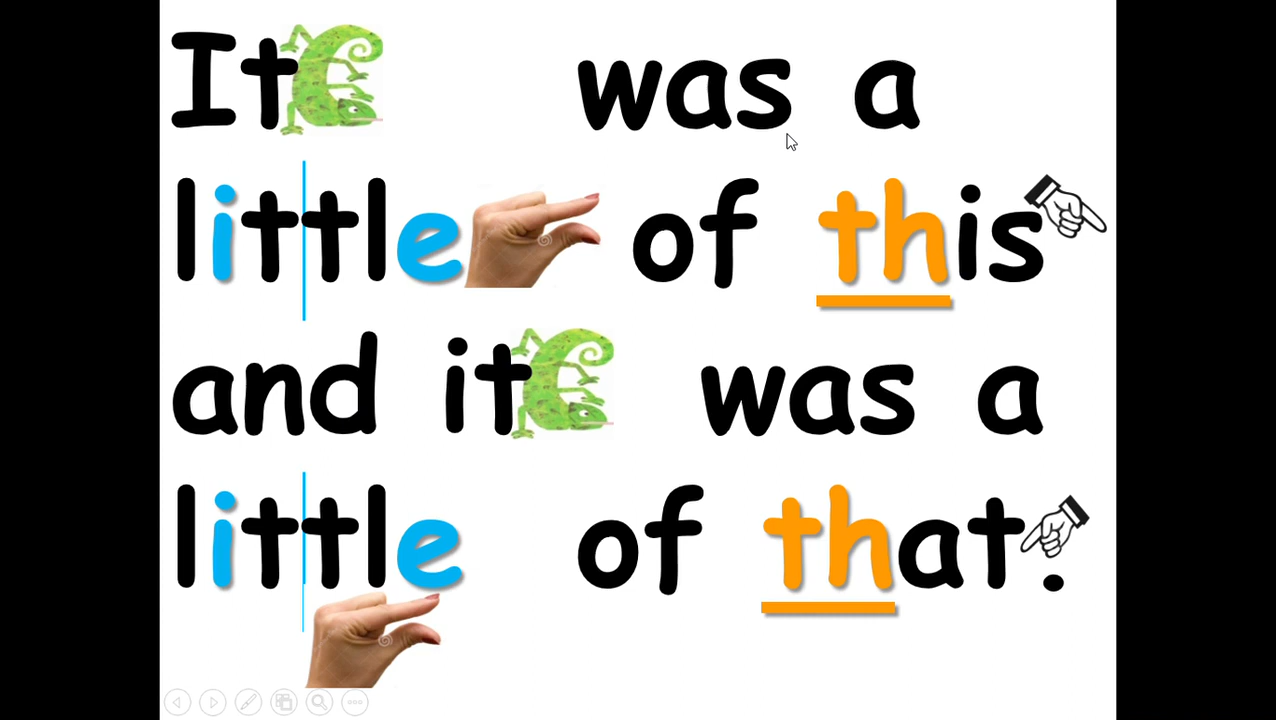 It was a
little of this
and it was a
little of that.